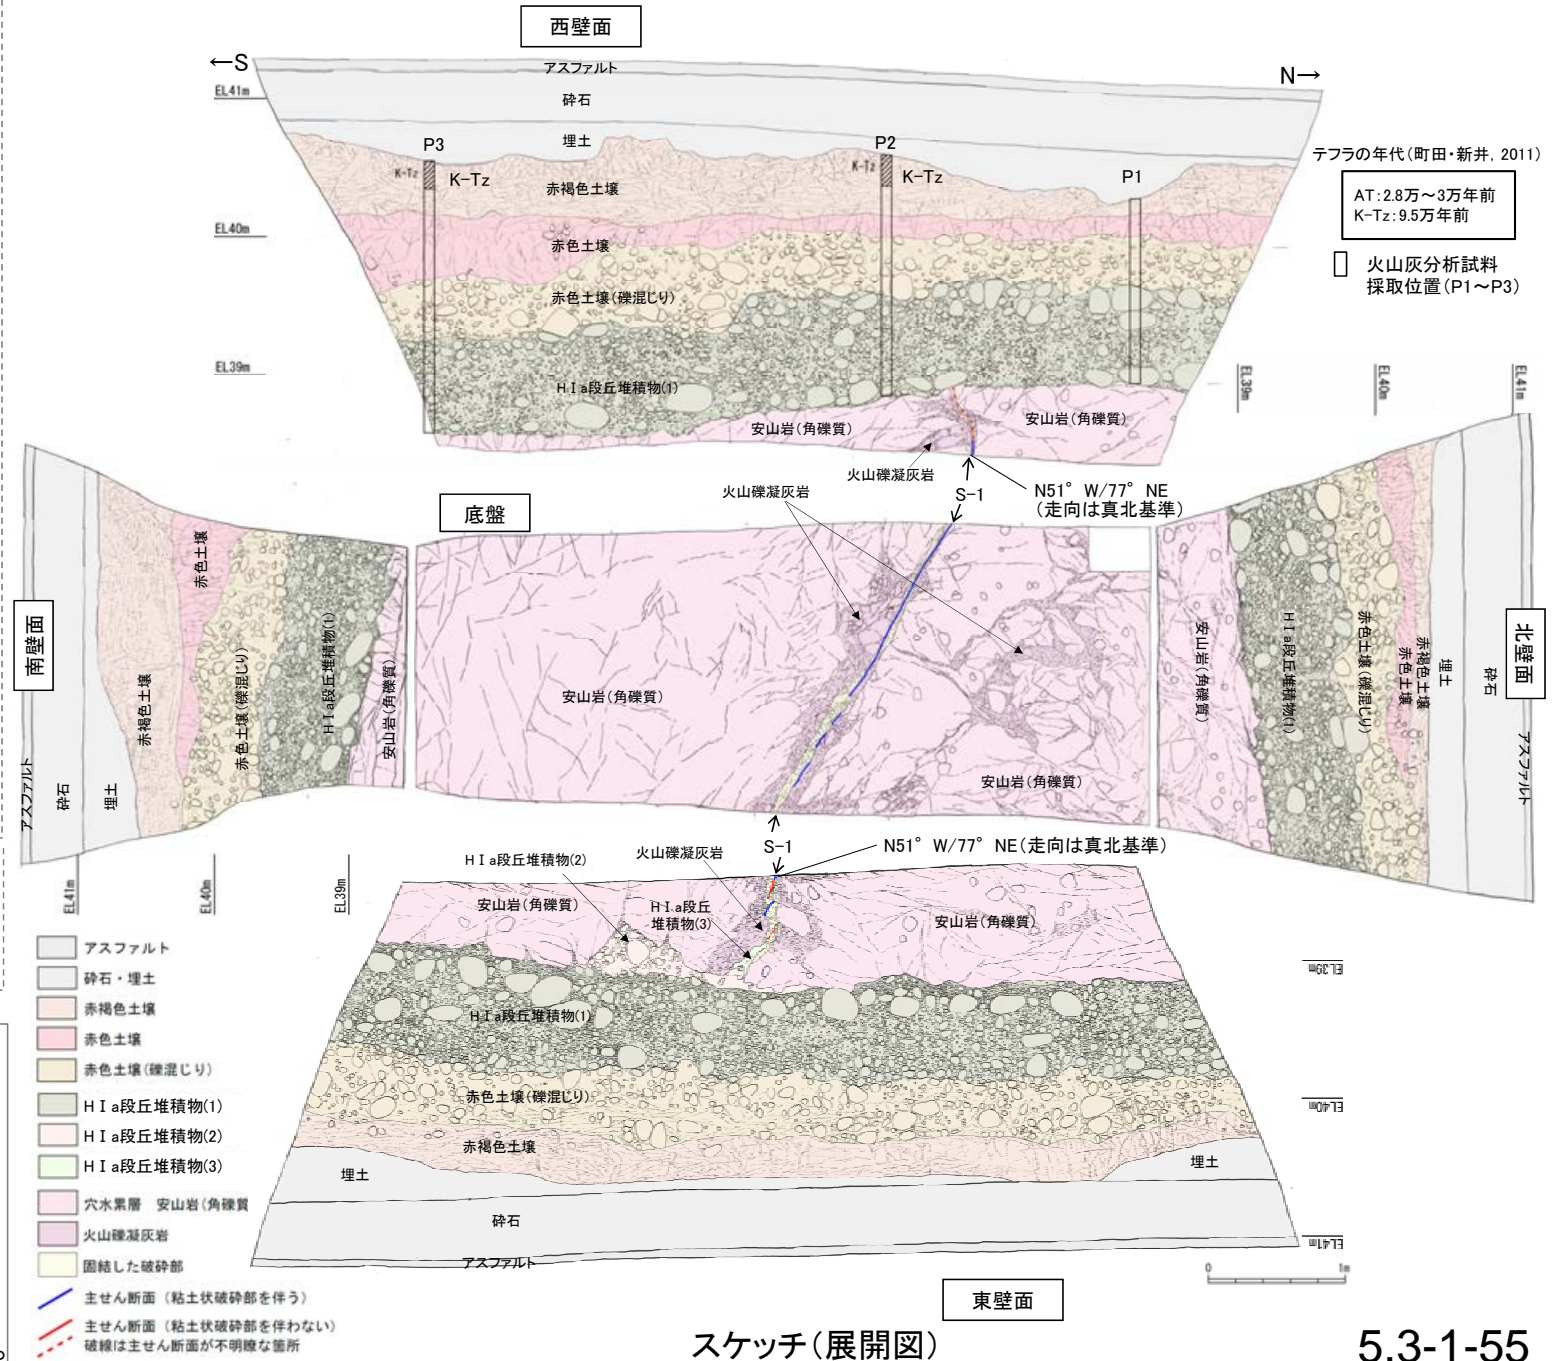 西壁面
←S
N→
アスファルト
EL41m
砕石
埋土
P3
P2
P1
K-Tz
K-Tz
K-Tz
K-Tz
赤褐色土壌
EL40m
赤色土壌
赤色土壌(礫混じり)
EL39m
HⅠa段丘堆積物(1)
安山岩(角礫質)
安山岩(角礫質)
火山礫凝灰岩
テフラの年代(町田・新井, 2011)
AT:2.8万～3万年前
K-Tz:9.5万年前
火山灰分析試料
採取位置(P1～P3)
EL39m
EL40m
EL41m
S-1
N51°W/77°NE
(走向は真北基準)
底盤
火山礫凝灰岩
安山岩(角礫質)
安山岩(角礫質)
南壁面
アスファルト
砕石
埋土
赤褐色土壌
赤色土壌
赤色土壌(礫混じり)
HⅠa段丘堆積物(1)
安山岩(角礫質)
EL41m
EL40m
EL39m
北壁面
安山岩(角礫質)
HⅠa段丘堆積物(1)
赤色土壌(礫混じり)
赤色土壌
赤褐色土壌
埋土
砕石
アスファルト
S-1
N51°W/77°NE(走向は真北基準)
HⅠa段丘堆積物(2)
火山礫凝灰岩
安山岩(角礫質)
HⅠa段丘
堆積物(3)
安山岩(角礫質)
EL39m
HⅠa段丘堆積物(1)
赤色土壌(礫混じり)
EL40m
赤褐色土壌
埋土
埋土
砕石
アスファルト
EL41m
東壁面
0 1m
アスファルト
砕石・埋土
赤褐色土壌
赤色土壌
赤色土壌(礫混じり)
HⅠa段丘堆積物(1)
HⅠa段丘堆積物(2)
HⅠa段丘堆積物(3)
穴水累層 安山岩(角礫質
火山礫凝灰岩
固結した破砕部
主せん断面（粘土状破砕部を伴う）
主せん断面（粘土状破砕部を伴わない）
破線は主せん断面が不明瞭な箇所
スケッチ(展開図)
5.3-1-55